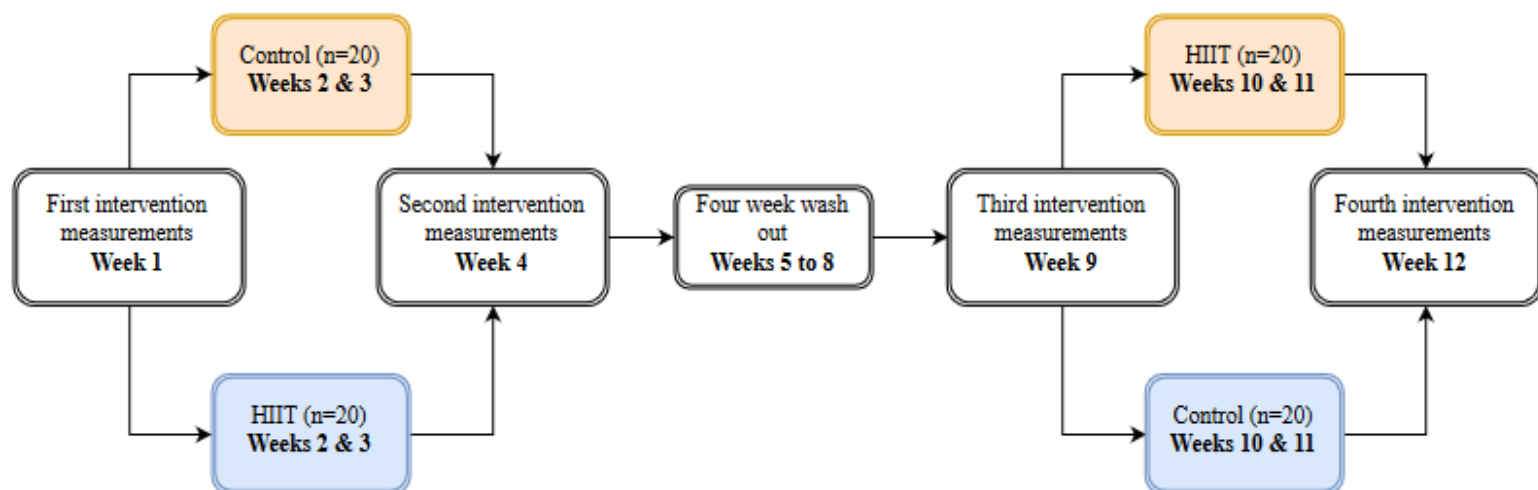 Control (n=20)
Weeks 2 & 3
HIIT (n=20)
Weeks 10 & 11
First intervention
measurements
Week 1
Second intervention
measurements
Week 4
Four week wash
out
Weeks 5 to 8
Third intervention
measurements
Week 9
Fourth intervention
measurements
Week 12
HIIT (n=20)
Weeks 2 & 3
Control (n=20)
Weeks 10 & 11